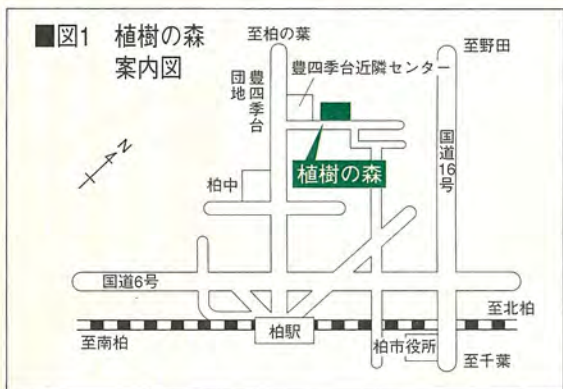 ■図1 植樹の森
案内図
至柏の葉
至野田
豊四季台近隣センター
豊四季台
団地
国道16号
植樹の森
N
柏中
国道6号
至北柏
柏駅
至南柏
柏市役所
至千葉